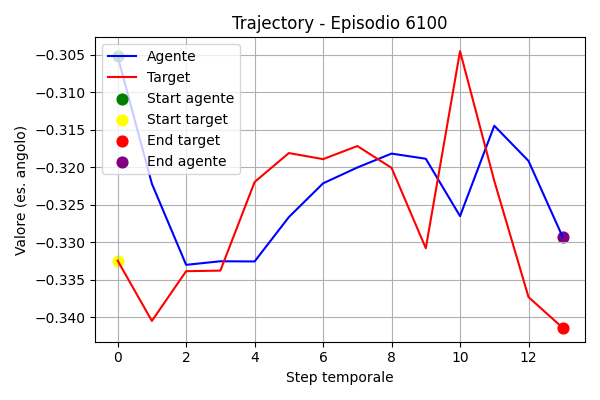 Trajectory - Episodio 6100
Valore (es. angolo)
−0.305
−0.310
−0.315
−0.320
−0.325
−0.330
−0.335
−0.340
Agente
Target
Start agente
Start target
End target
End agente
0 2 4 6 8 10 12
Step temporale